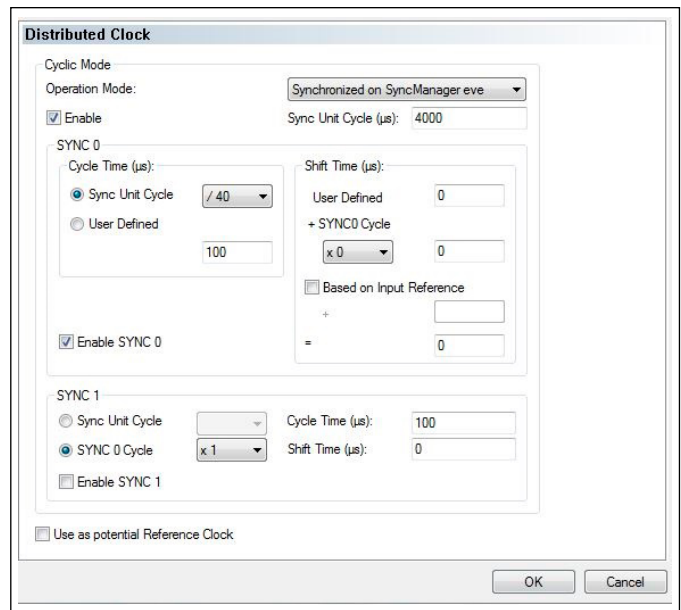 Distributed Clock
Cyclic Mode
Operation Mode: Synchronized on SyncManager eve
Enable Sync Unit Cycle (µs): 4000
SYNC 0
Cycle Time (µs): Shift Time (µs):
Sync Unit Cycle / 40 User Defined 0
User Defined + SYNC0 Cycle
100 x 0 0
Based on Input Reference
+
Enable SYNC 0 = 0
SYNC 1
Sync Unit Cycle Cycle Time (µs): 100
SYNC 0 Cycle x 1 Shift Time (µs): 0
Enable SYNC 1
Use as potential Reference Clock
OK Cancel